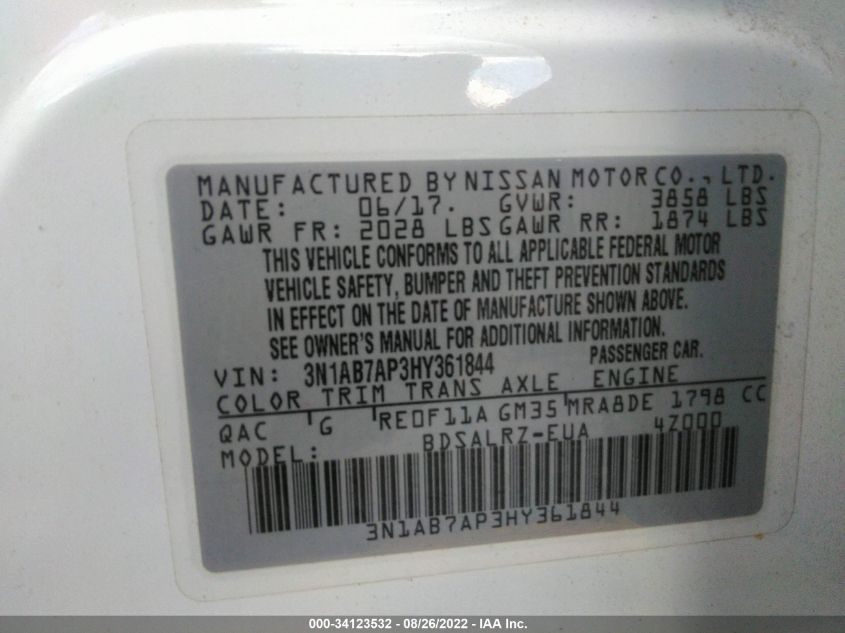 MANUFACTURED BY NISSAN MOTOR CO., LTD.
DATE: 06/17. GVWR: 3858 LBS
GAWR FR: 2028 LBS GAWR RR: 1874 LBS
THIS VEHICLE CONFORMS TO ALL APPLICABLE FEDERAL MOTOR
VEHICLE SAFETY, BUMPER AND THEFT PREVENTION STANDARDS
IN EFFECT ON THE DATE OF MANUFACTURE SHOWN ABOVE.
SEE OWNER'S MANUAL FOR ADDITIONAL INFORMATION.
PASSENGER CAR.
VIN: 3N1AB7AP3HY361844
COLOR TRIM TRANS AXLE ENGINE
QAC G RE0F11A GM35 MRA8DE 1798 CC
MODEL: BDSALRZ-EUA 4Z000
3N1AB7AP3HY361844
000-34123532 - 08/26/2022 - IAA Inc.